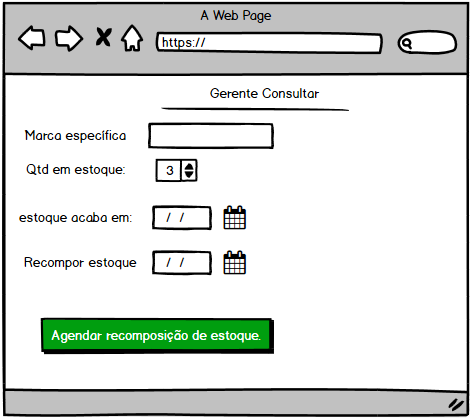 A Web Page
https://
Gerente Consultar
Marca específica
Qtd em estoque: 3
estoque acaba em: / /
Recompor estoque / /
Agendar recomposição de estoque.